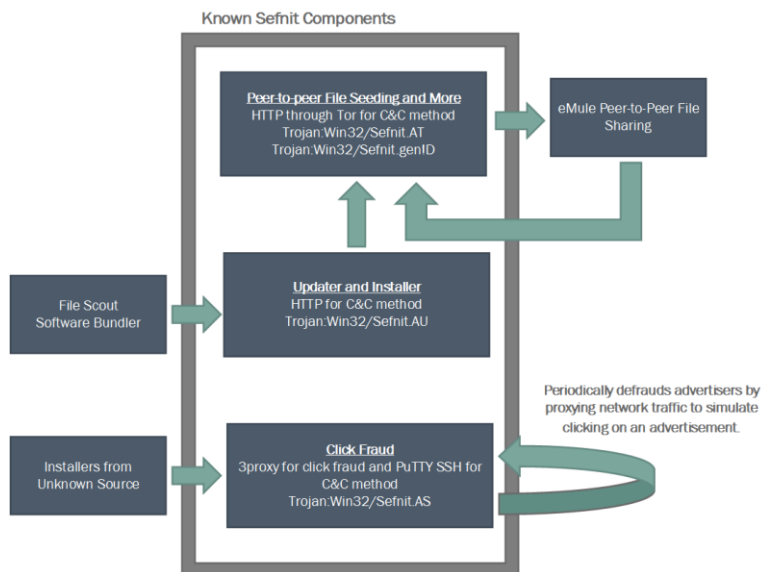 Known Sefnit Components
Peer-to-peer File Seeding and More
HTTP through Tor for C&C method
Trojan:Win32/Sefnit.AT
Trojan:Win32/Sefnit.gen!D
eMule Peer-to-Peer File
Sharing
File Scout
Software Bundler
Updater and Installer
HTTP for C&C method
Trojan:Win32/Sefnit.AU
Periodically defrauds advertisers by
proxying network traffic to simulate
clicking on an advertisement.
Installers from
Unknown Source
Click Fraud
3proxy for click fraud and PuTTY SSH for
C&C method
Trojan:Win32/Sefnit.AS